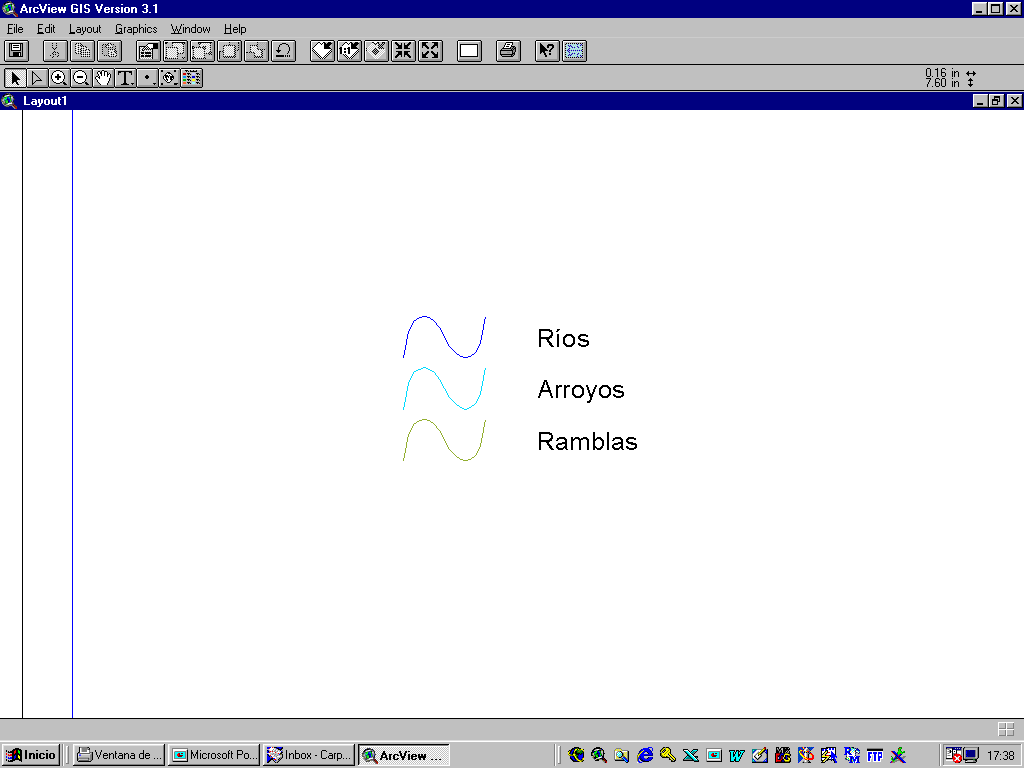 ArcView GIS Version 3.1
File Edit Layout Graphics Window Help
0.16 in
7.60 in
Layout1
Ríos
Arroyos
Ramblas
Inicio Ventana de ... Microsoft Po... Inbox - Carp... ArcView ... FTP 17:38